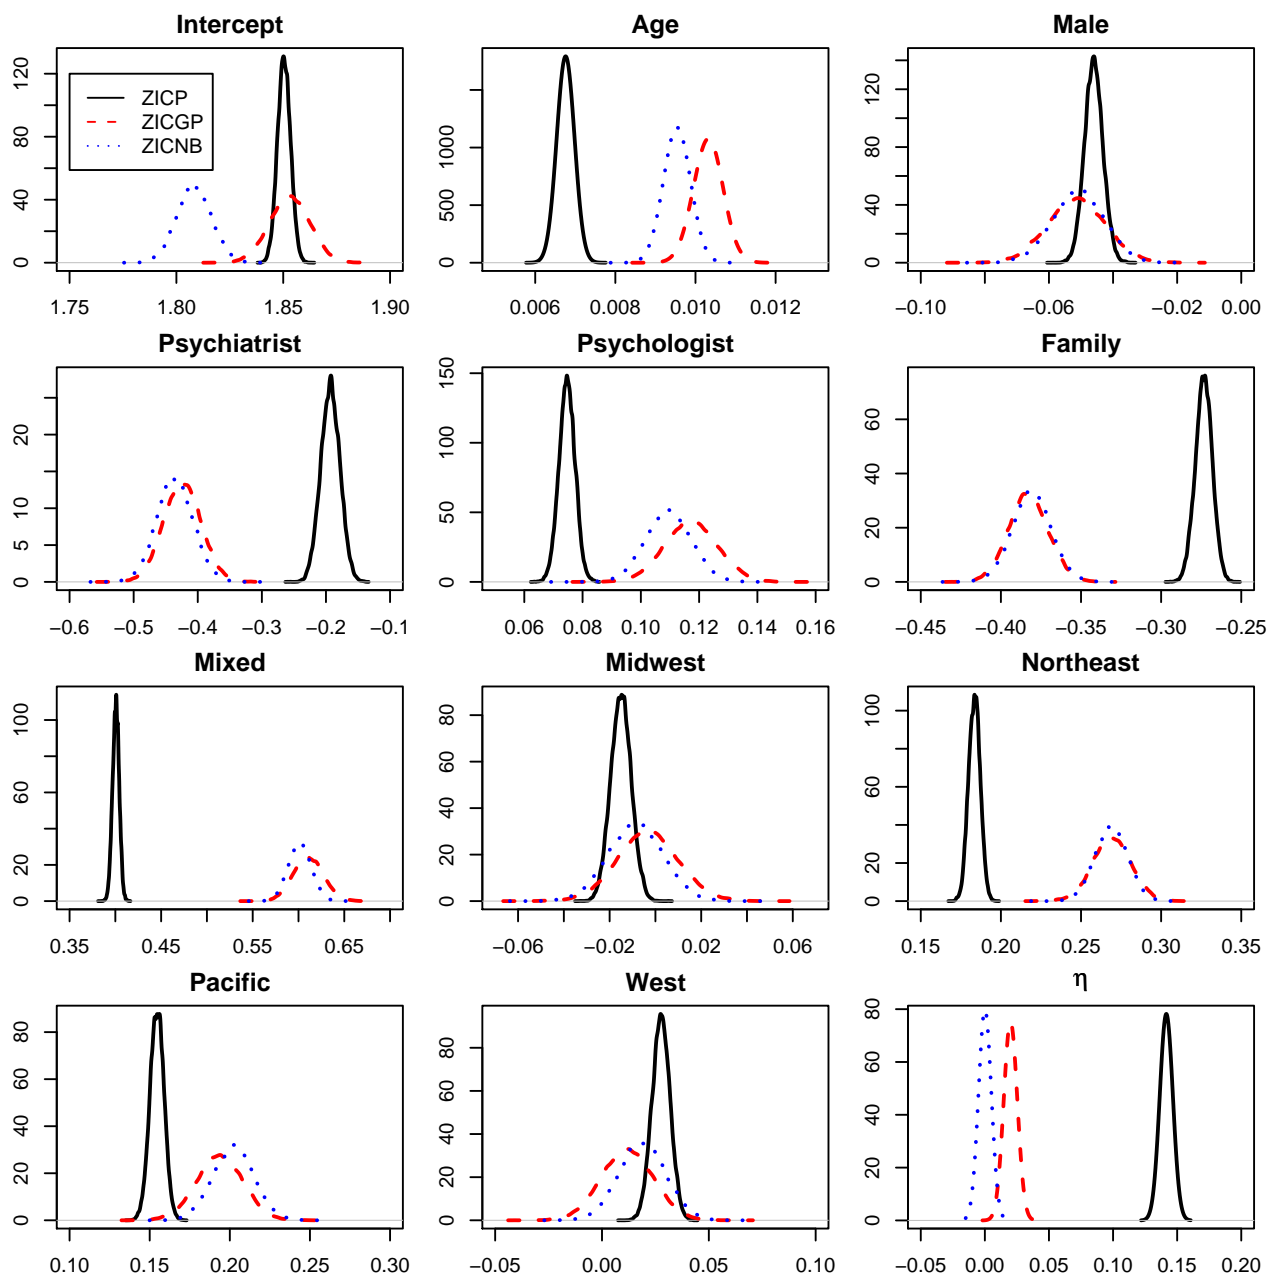 Intercept
Age
Male
0 40 80 120
ZICP
ZICGP
ZICNB
1.75 1.80 1.85 1.90
0 500 1000
0.006 0.008 0.010 0.012
0 40 80 120
−0.10 −0.06 −0.02 0.00
Psychiatrist
Psychologist
Family
0 5 10 20
−0.6 −0.5 −0.4 −0.3 −0.2 −0.1
0 50 100 150
0.06 0.08 0.10 0.12 0.14 0.16
0 20 40 60
−0.45 −0.40 −0.35 −0.30 −0.25
Mixed
Midwest
Northeast
0 20 60 100
0.35 0.45 0.55 0.65
0 20 40 60 80
−0.06 −0.02 0.02 0.06
0 20 60 100
0.15 0.20 0.25 0.30 0.35
Pacific
West
η
0 20 40 60 80
0.10 0.15 0.20 0.25 0.30
0 20 40 60 80
−0.05 0.00 0.05 0.10
0 20 40 60 80
−0.05 0.00 0.05 0.10 0.15 0.20